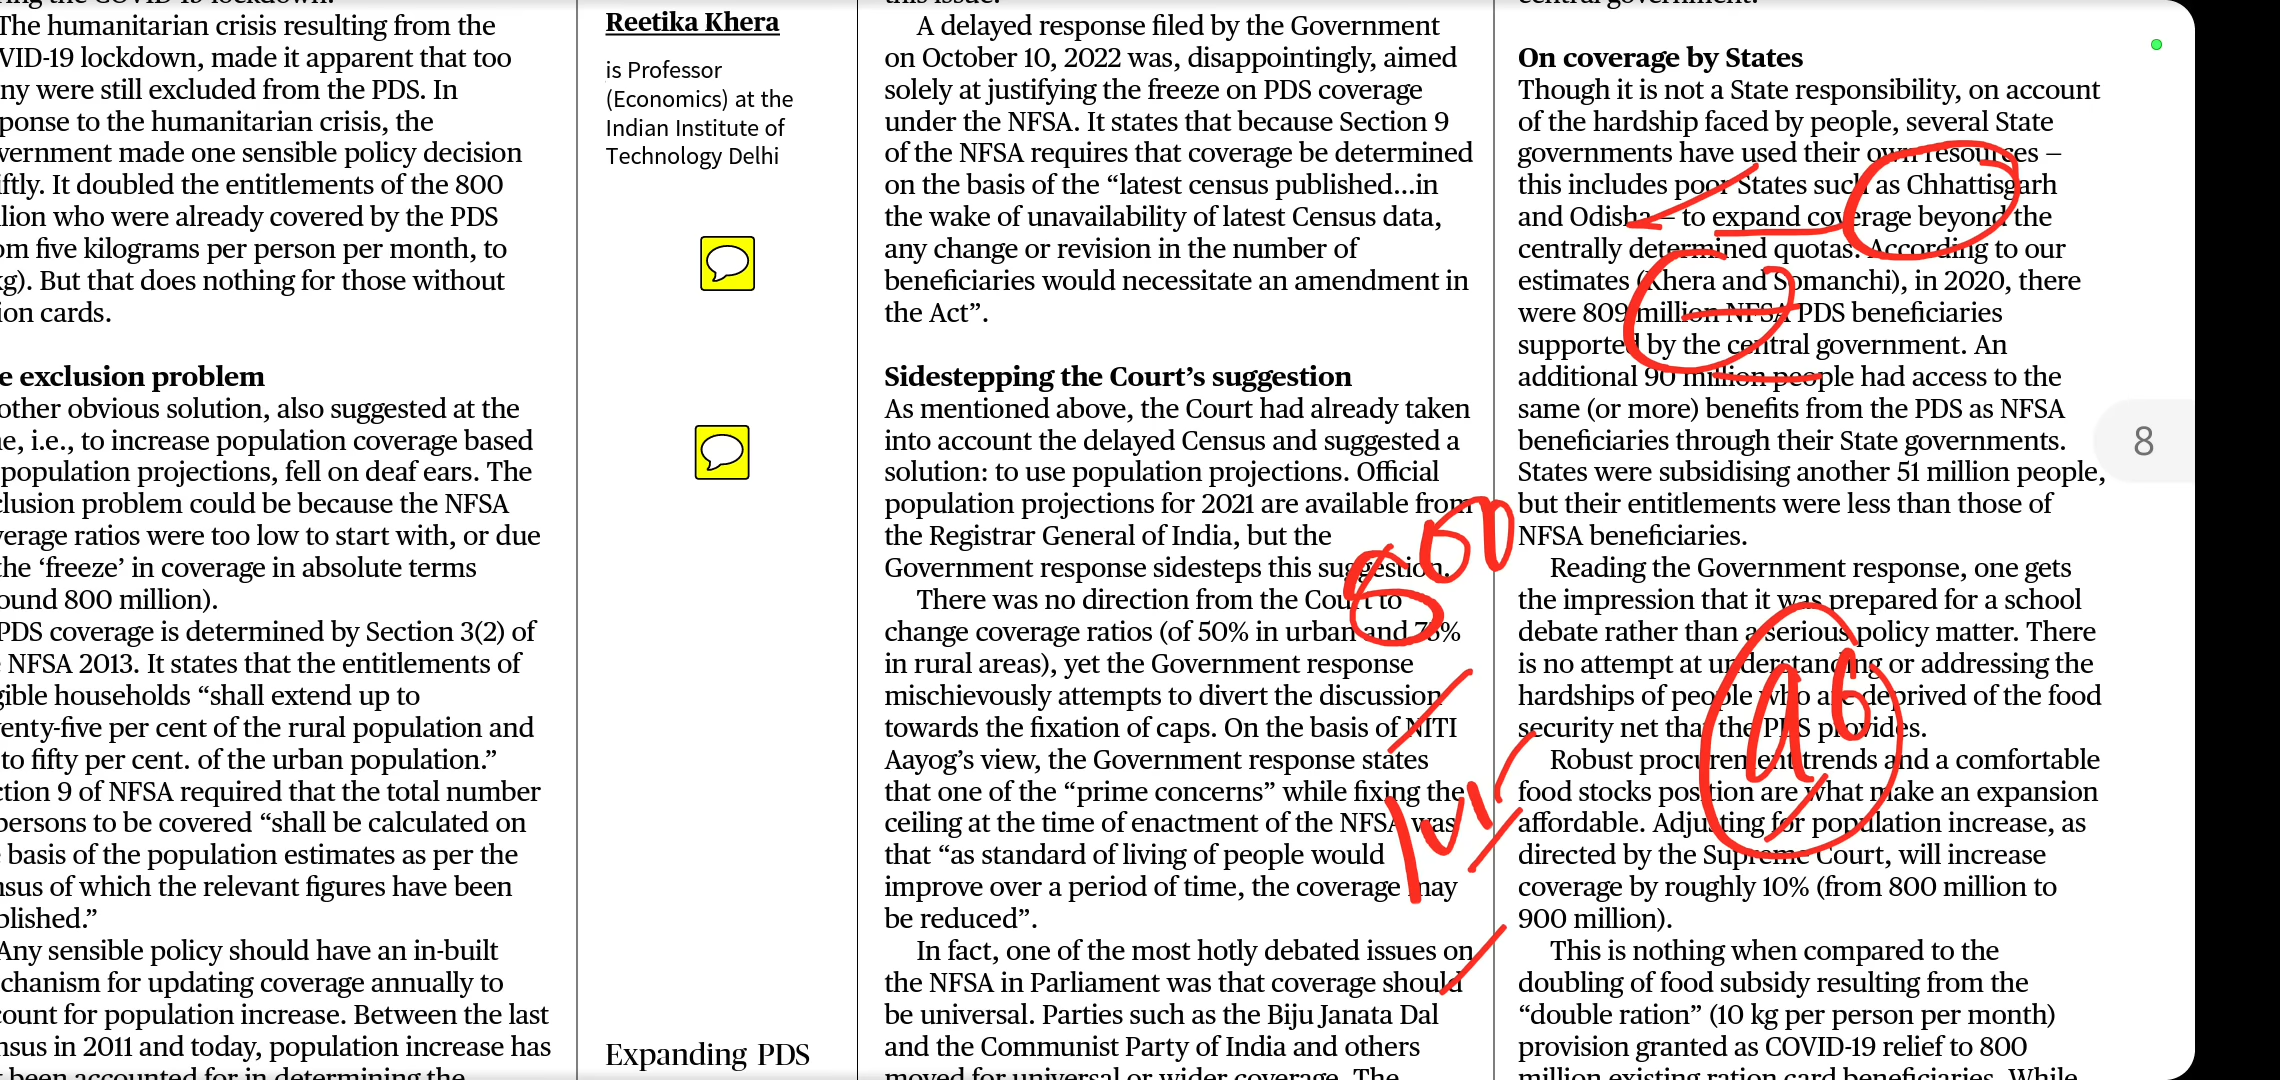 The humanitarian crisis resulting from the
VID-19 lockdown, made it apparent that too
ny were still excluded from the PDS. In
ponse to the humanitarian crisis, the
vernment made one sensible policy decision
iftly. It doubled the entitlements of the 800
lion who were already covered by the PDS
om five kilograms per person per month, to
kg). But that does nothing for those without
ion cards.
e exclusion problem
other obvious solution, also suggested at the
ne, i.e., to increase population coverage based
population projections, fell on deaf ears. The
clusion problem could be because the NFSA
verage ratios were too low to start with, or due
the ‘freeze’ in coverage in absolute terms
ound 800 million).
PDS coverage is determined by Section 3(2) of
NFSA 2013. It states that the entitlements of
gible households “shall extend up to
venty-five per cent of the rural population and
to fifty per cent. of the urban population.”
ction 9 of NFSA required that the total number
persons to be covered “shall be calculated on
basis of the population estimates as per the
nsus of which the relevant figures have been
blished.”
Any sensible policy should have an in-built
chanism for updating coverage annually to
count for population increase. Between the last
nsus in 2011 and today, population increase has
been accounted for in determining the
Reetika Khera
is Professor
(Economics) at the
Indian Institute of
Technology Delhi
Expanding PDS
this issue.
A delayed response filed by the Government
on October 10, 2022 was, disappointingly, aimed
solely at justifying the freeze on PDS coverage
under the NFSA. It states that because Section 9
of the NFSA requires that coverage be determined
on the basis of the “latest census published...in
the wake of unavailability of latest Census data,
any change or revision in the number of
beneficiaries would necessitate an amendment in
the Act”.
Sidestepping the Court’s suggestion
As mentioned above, the Court had already taken
into account the delayed Census and suggested a
solution: to use population projections. Official
population projections for 2021 are available from
the Registrar General of India, but the
Government response sidesteps this suggestion.
There was no direction from the Court to
change coverage ratios (of 50% in urban and 75%
in rural areas), yet the Government response
mischievously attempts to divert the discussion
towards the fixation of caps. On the basis of NITI
Aayog’s view, the Government response states
that one of the “prime concerns” while fixing the
ceiling at the time of enactment of the NFSA was
that “as standard of living of people would
improve over a period of time, the coverage may
be reduced”.
In fact, one of the most hotly debated issues on
the NFSA in Parliament was that coverage should
be universal. Parties such as the Biju Janata Dal
and the Communist Party of India and others
moved for universal or wider coverage. The
central government.
On coverage by States
Though it is not a State responsibility, on account
of the hardship faced by people, several State
governments have used their own resources —
this includes poor States such as Chhattisgarh
and Odisha — to expand coverage beyond the
centrally determined quotas. According to our
estimates (Khera and Somanchi), in 2020, there
were 809 million NFSA PDS beneficiaries
supported by the central government. An
additional 90 million people had access to the
same (or more) benefits from the PDS as NFSA
beneficiaries through their State governments.
States were subsidising another 51 million people,
but their entitlements were less than those of
NFSA beneficiaries.
Reading the Government response, one gets
the impression that it was prepared for a school
debate rather than a serious policy matter. There
is no attempt at understanding or addressing the
hardships of people who are deprived of the food
security net that the PDS provides.
Robust procurement trends and a comfortable
food stocks position are what make an expansion
affordable. Adjusting for population increase, as
directed by the Supreme Court, will increase
coverage by roughly 10% (from 800 million to
900 million).
This is nothing when compared to the
doubling of food subsidy resulting from the
“double ration” (10 kg per person per month)
provision granted as COVID-19 relief to 800
million existing ration card beneficiaries. While
8